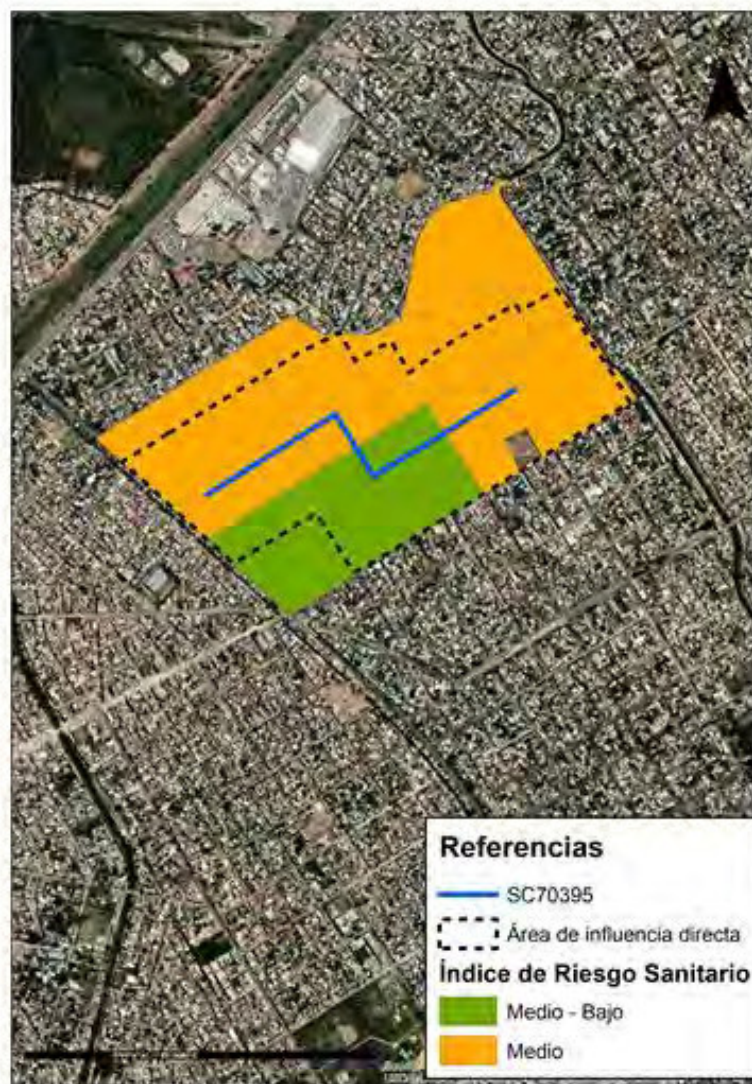 Referencias
SC70395
Área de influencia directa
Índice de Riesgo Sanitario
Medio - Bajo
Medio